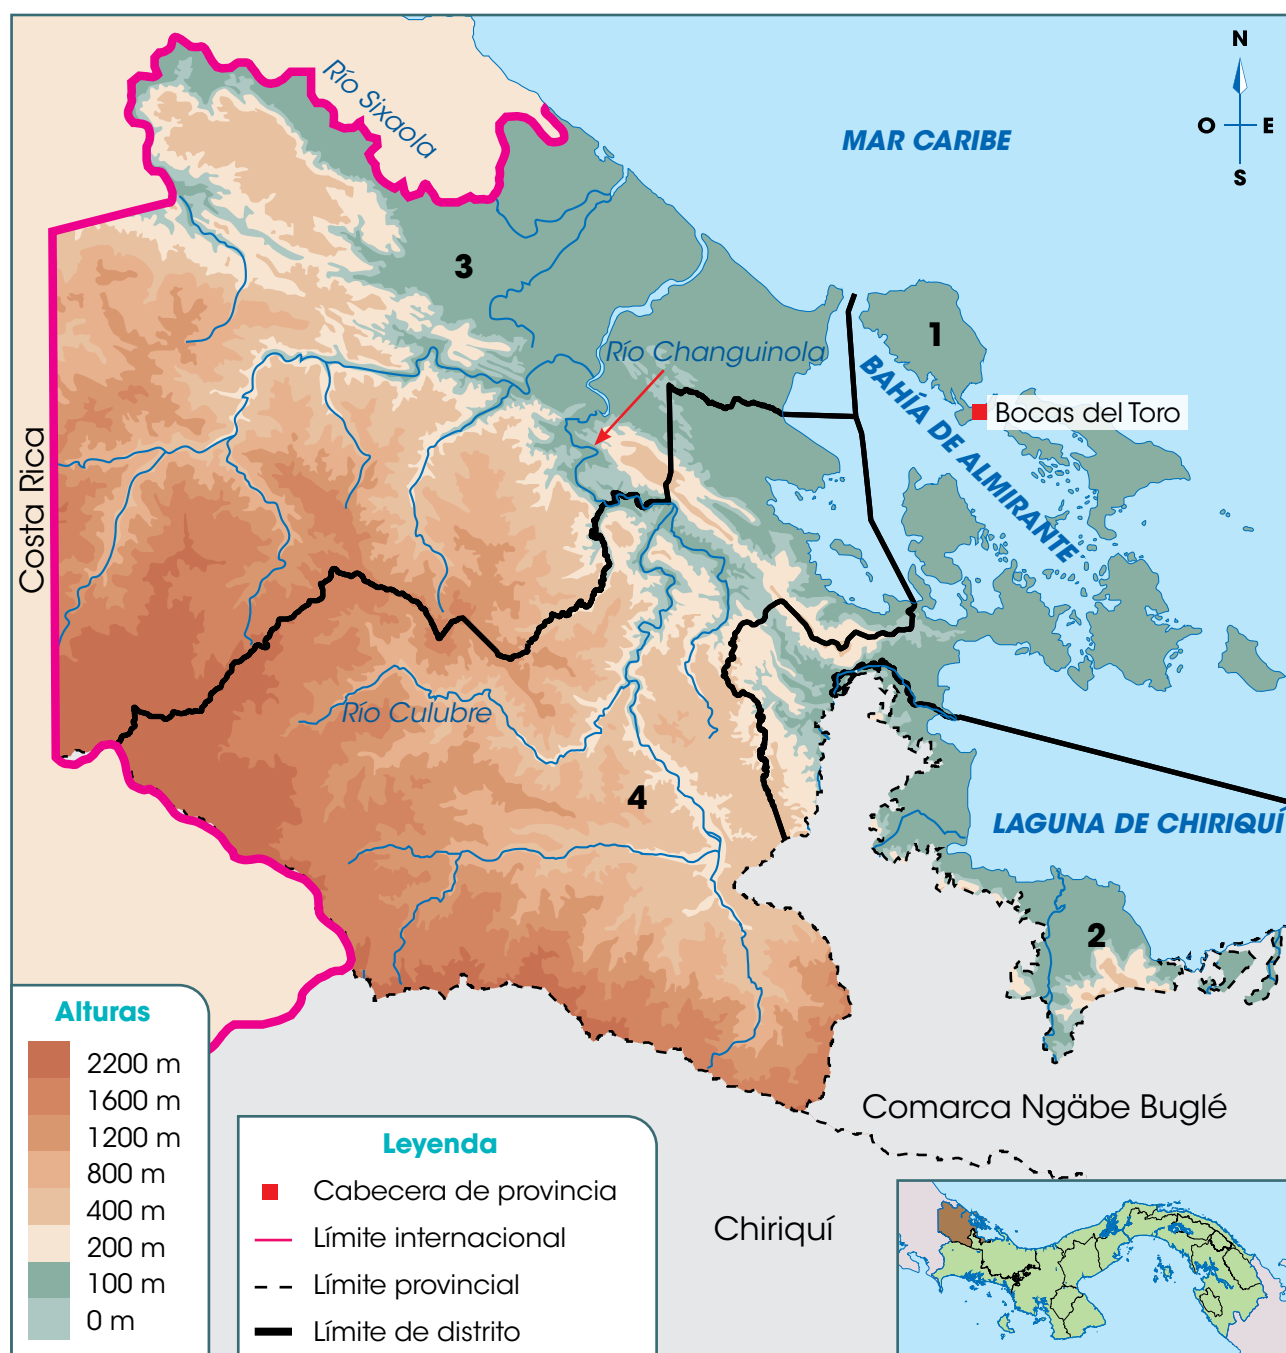 N
O E
S
MAR CARIBE
Río Sixaola
3
1
Río Changuinola
BAHÍA DE ALMIRANTE
Bocas del Toro
Costa Rica
Río Culubre
4
LAGUNA DE CHIRIQUÍ
2
Comarca Ngäbe Buglé
Chiriquí
Alturas
2200 m
1600 m
1200 m
800 m
400 m
200 m
100 m
0 m
Leyenda
Cabecera de provincia
Límite internacional
Límite provincial
Límite de distrito